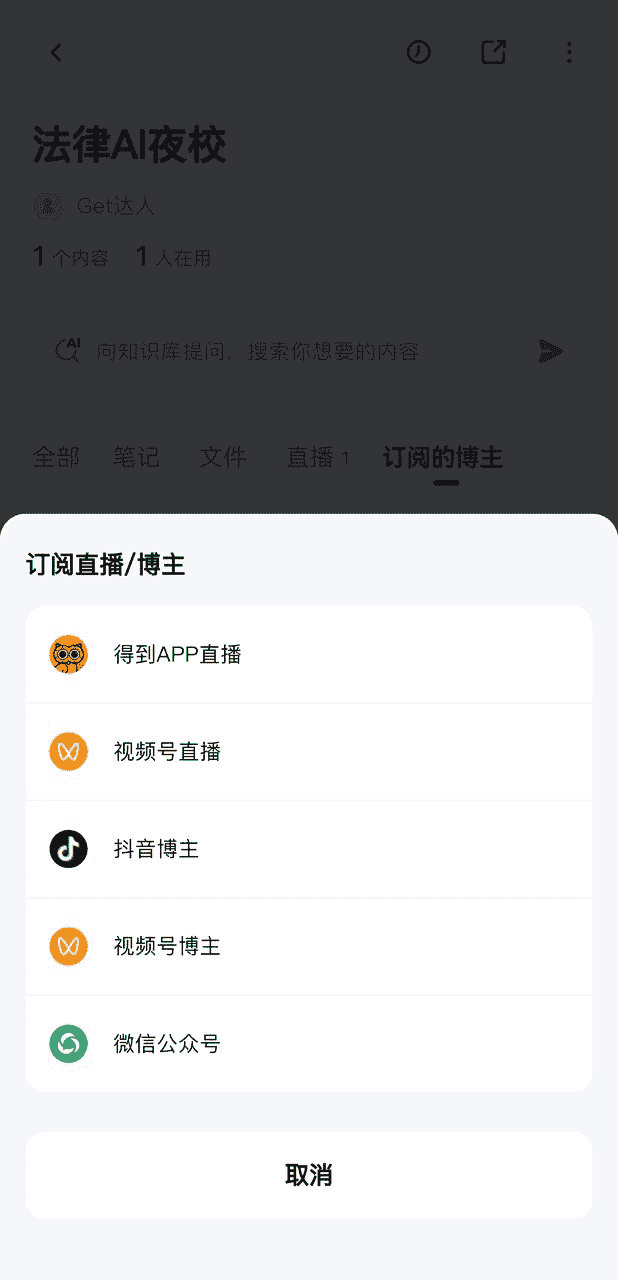 法律AI夜校
Get达人
1 个内容 1 人在用
AI 向知识库提问，搜索你想要的内容
全部 笔记 文件 直播 1 订阅的博主
订阅直播/博主
得到APP直播
视频号直播
抖音博主
视频号博主
微信公众号
取消